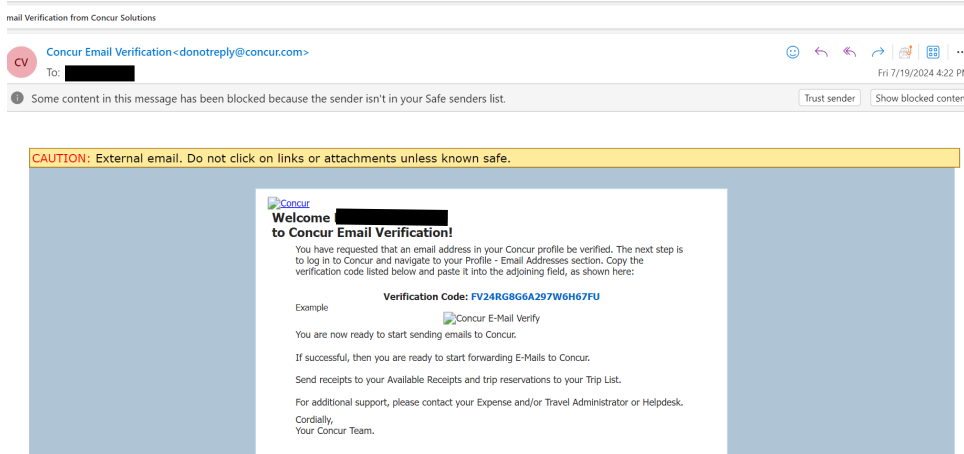 mail Verification from Concur Solutions
CV
Concur Email Verification<donotreply@concur.com>
To:
Fri 7/19/2024 4:22 PM
Some content in this message has been blocked because the sender isn't in your Safe senders list.
Trust sender
Show blocked conten
CAUTION: External email. Do not click on links or attachments unless known safe.
Concur
Welcome
to Concur Email Verification!
You have requested that an email address in your Concur profile be verified. The next step is
to log in to Concur and navigate to your Profile - Email Addresses section. Copy the
verification code listed below and paste it into the adjoining field, as shown here:
Verification Code: FV24RG8G6A297W6H67FU
Example
Concur E-Mail Verify
You are now ready to start sending emails to Concur.
If successful, then you are ready to start forwarding E-Mails to Concur.
Send receipts to your Available Receipts and trip reservations to your Trip List.
For additional support, please contact your Expense and/or Travel Administrator or Helpdesk.
Cordially,
Your Concur Team.